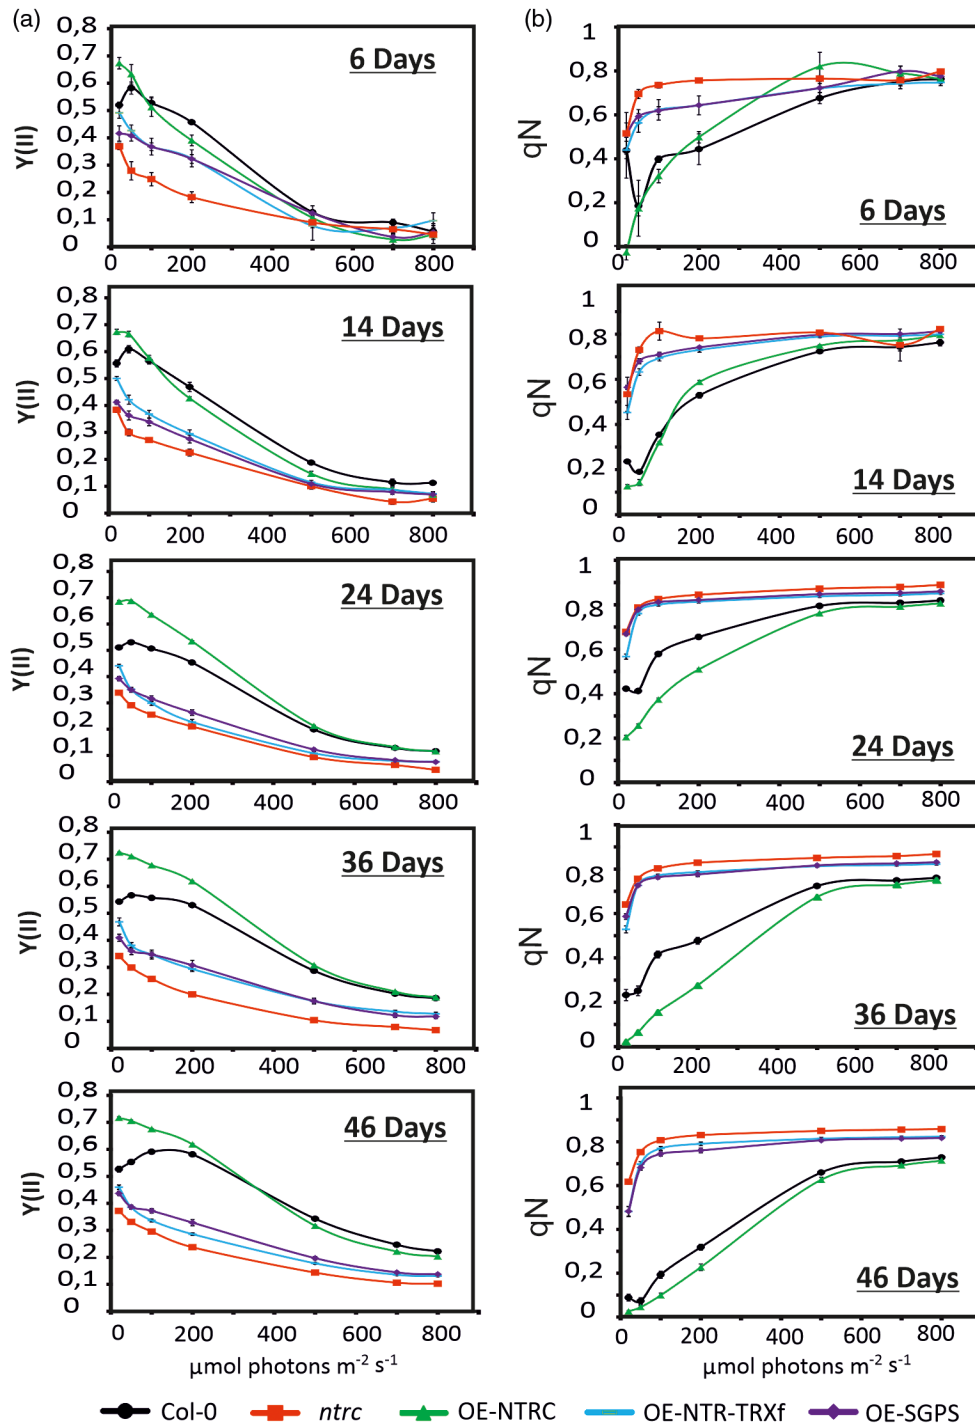 (a)
(b)
0,8
0,7
0,6
0,5
0,4
0,3
0,2
0,1
0
Y(II)
6 Days
0 200 400 600 800
1
0,8
0,6
0,4
0,2
0
qN
6 Days
0 200 400 600 800
0,8
0,7
0,6
0,5
0,4
0,3
0,2
0,1
0
Y(II)
14 Days
0 200 400 600 800
1
0,8
0,6
0,4
0,2
0
qN
14 Days
0 200 400 600 800
0,8
0,7
0,6
0,5
0,4
0,3
0,2
0,1
0
Y(II)
24 Days
0 200 400 600 800
1
0,8
0,6
0,4
0,2
0
qN
24 Days
0 200 400 600 800
0,8
0,7
0,6
0,5
0,4
0,3
0,2
0,1
0
Y(II)
36 Days
0 200 400 600 800
1
0,8
0,6
0,4
0,2
0
qN
36 Days
0 200 400 600 800
0,8
0,7
0,6
0,5
0,4
0,3
0,2
0,1
0
Y(II)
46 Days
0 200 400 600 800
µmol photons m⁻² s⁻¹
1
0,8
0,6
0,4
0,2
0
qN
46 Days
0 200 400 600 800
µmol photons m⁻² s⁻¹
Col-0 ntrc OE-NTRC OE-NTR-TRXf OE-SGPS